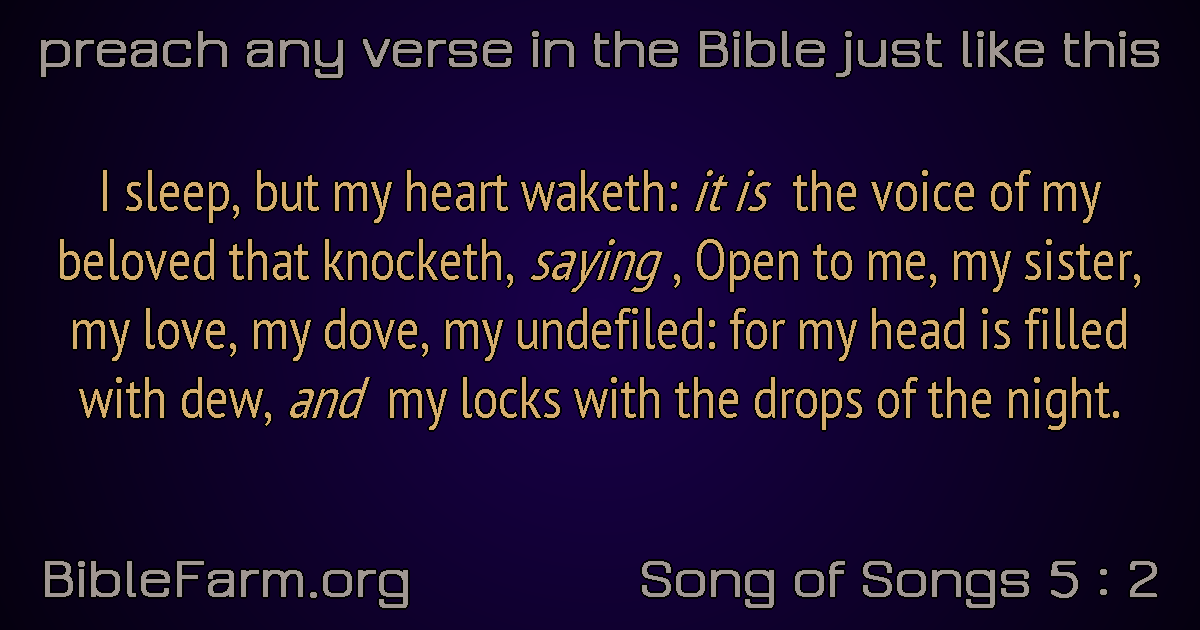 preach any verse in the Bible just like this
I sleep, but my heart waketh: it is the voice of my
beloved that knocketh, saying , Open to me, my sister,
my love, my dove, my undefiled: for my head is filled
with dew, and my locks with the drops of the night.
BibleFarm.org
Song of Songs 5 : 2